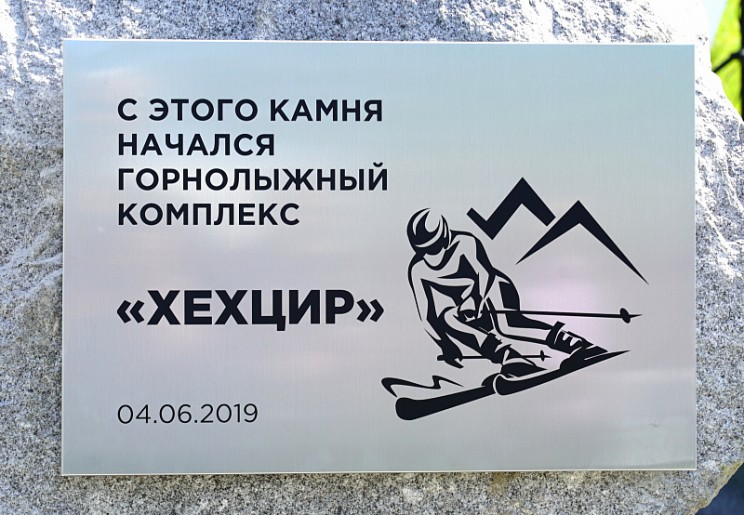 С ЭТОГО КАМНЯ
НАЧАЛСЯ
ГОРНОЛЫЖНЫЙ
КОМПЛЕКС
«ХЕХЦИР»
04.06.2019